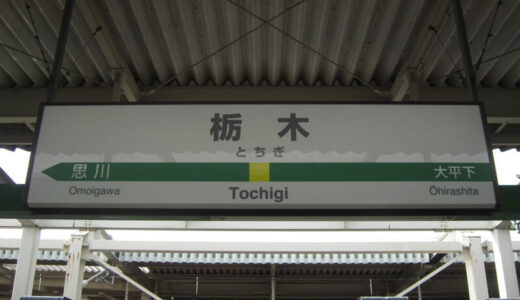 栃木
とちぎ
思川
大平下
Omoigawa
Tochigi
Ōhirashita